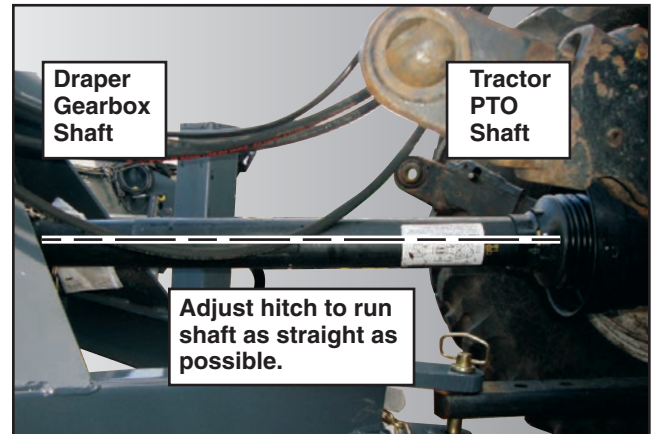 Draper
Gearbox
Shaft
Tractor
PTO
Shaft
Adjust hitch to run
shaft as straight as
possible.